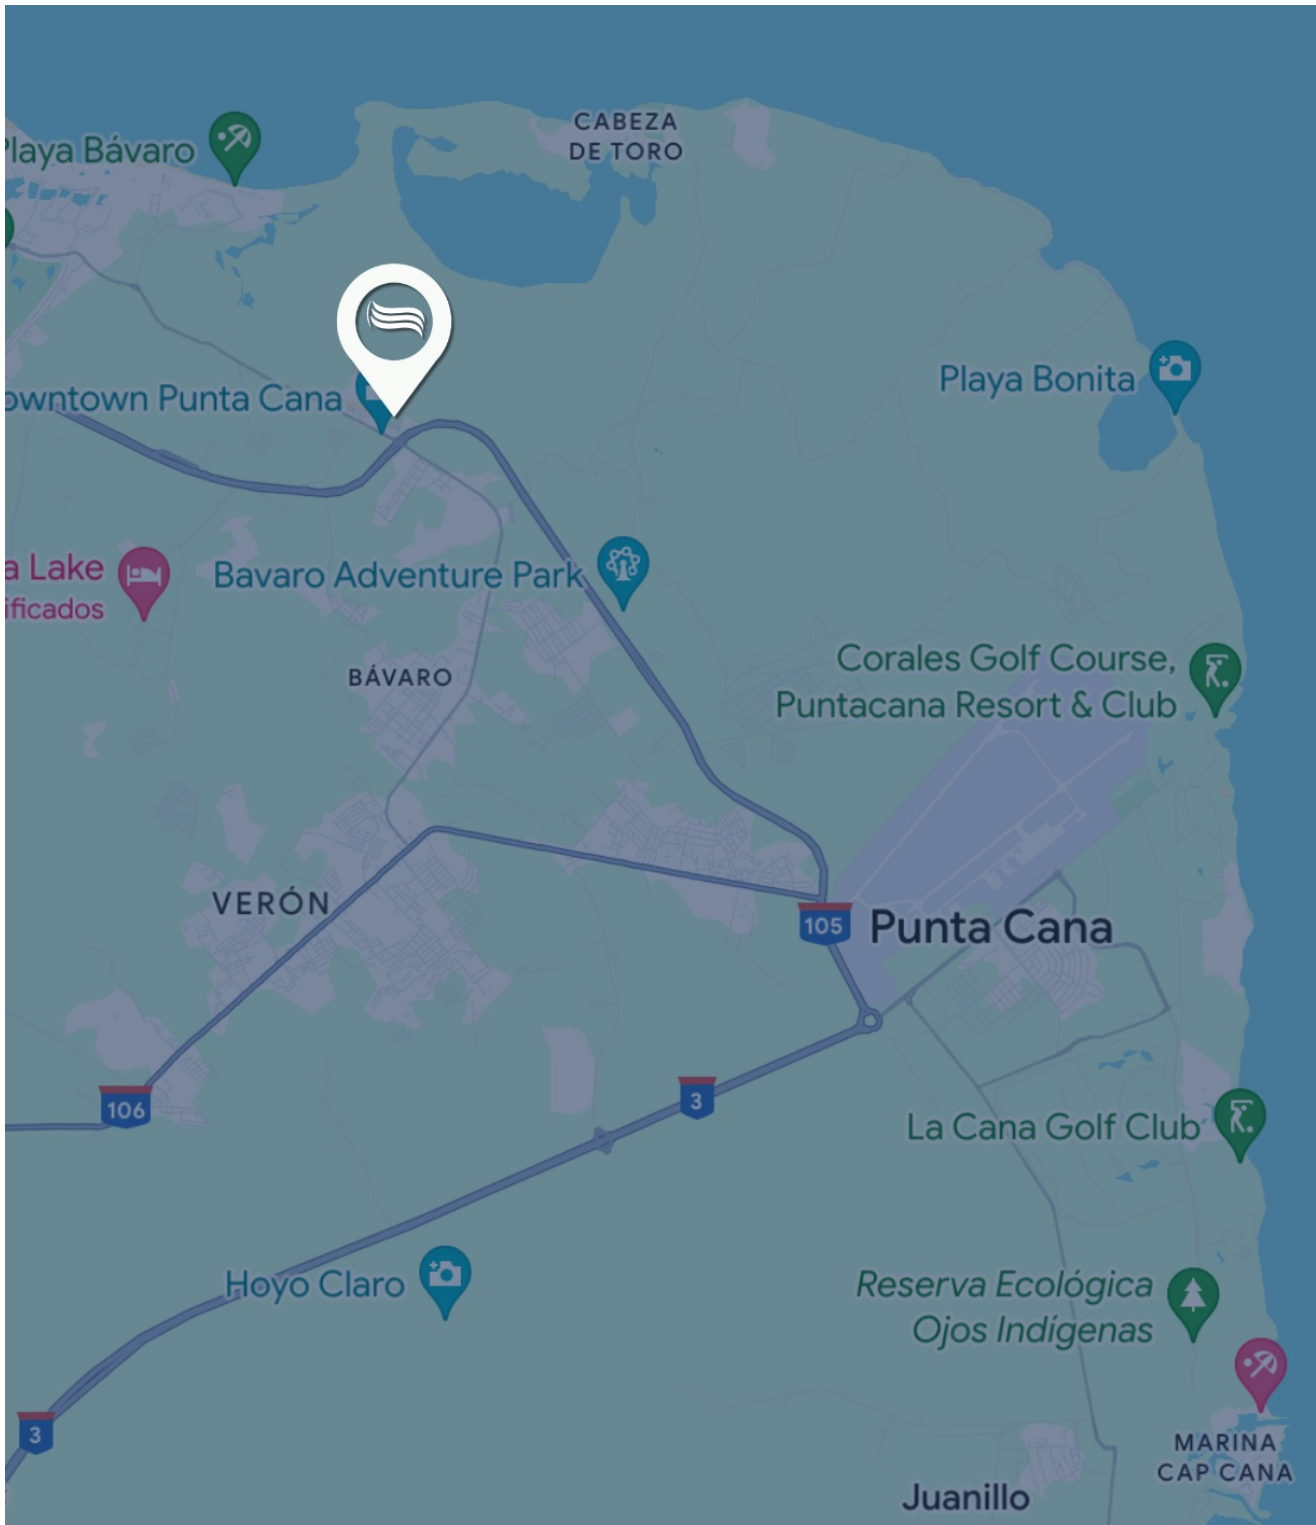 CABEZA
DE TORO
Playa Bávaro
Playa Bonita
owntown Punta Cana
a Lake
ificados
Bavaro Adventure Park
BÁVARO
Corales Golf Course,
Puntacana Resort & Club
VERÓN
105
Punta Cana
106
3
La Cana Golf Club
Hoyo Claro
Reserva Ecológica
Ojos Indígenas
3
MARINA
CAP CANA
Juanillo